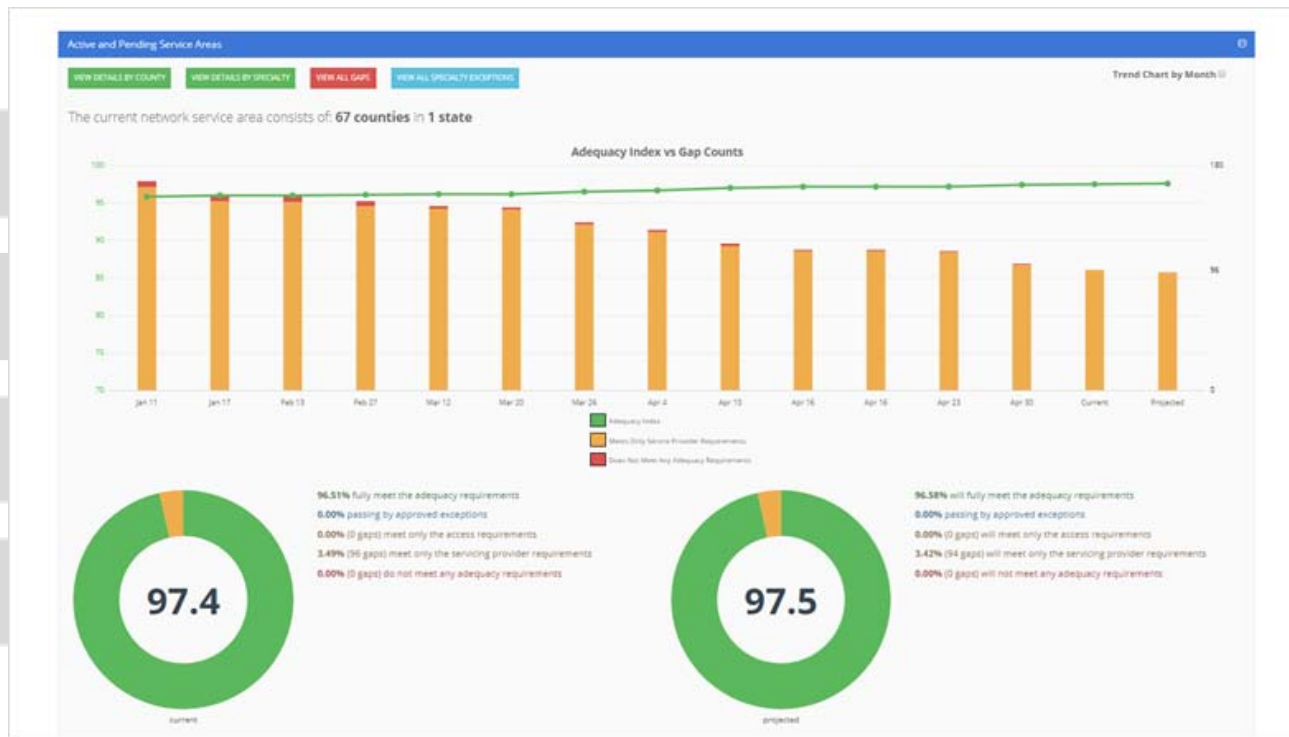 Active and Pending Service Areas
VIEW DETAILS BY COUNTY VIEW DETAILS BY SPECIALTY VIEW ALL GAPS VIEW ALL SPECIALTY EXCEPTIONS Trend Chart by Month
The current network service area consists of: 67 counties in 1 state
Adequacy Index vs Gap Counts
100
95
90
85
80
75
70
96
0
Jan 11 Jan 17 Feb 13 Feb 27 Mar 12 Mar 20 Mar 26 Apr 4 Apr 16 Apr 16 Apr 23 Apr 30 Current Projected
Adequacy Index
Meets Only Service Provider Requirements
Does Not Meet Any Adequacy Requirements
96.51% fully meet the adequacy requirements
0.00% passing by approved exceptions
0.00% (0 gaps) meet only the access requirements
3.49% (96 gaps) meet only the servicing provider requirements
0.00% (0 gaps) do not meet any adequacy requirements
97.4
current
96.58% will fully meet the adequacy requirements
0.00% passing by approved exceptions
0.00% (0 gaps) will meet only the access requirements
3.42% (94 gaps) will meet only the servicing provider requirements
0.00% (0 gaps) will not meet any adequacy requirements
97.5
projected